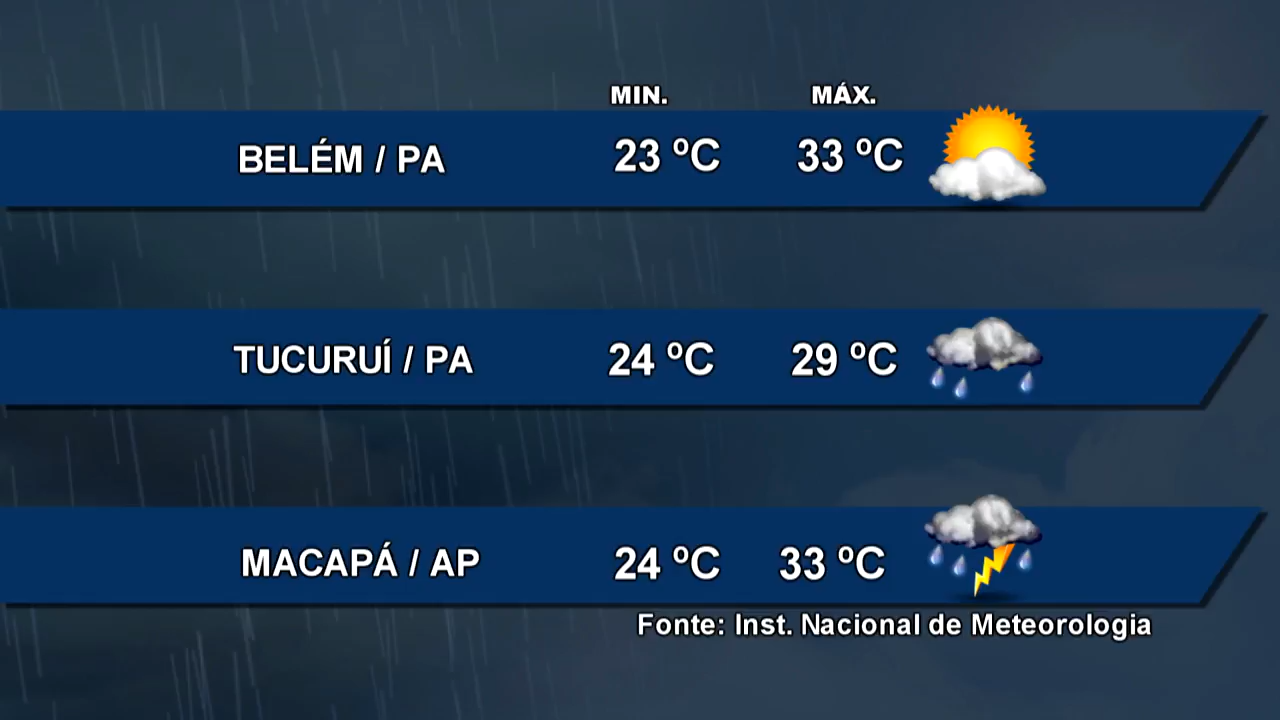 MIN. MÁX.
BELÉM / PA 23 ºC 33 ºC
TUCURUÍ / PA 24 ºC 29 ºC
MACAPÁ / AP 24 ºC 33 ºC
Fonte: Inst. Nacional de Meteorologia